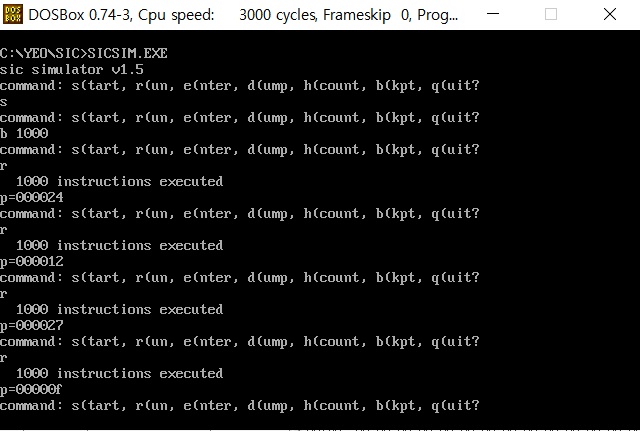 DOS
BOX
DOSBox 0.74-3, Cpu speed: 3000 cycles, Frameskip 0, Prog...
C:\YEO\SIC>SICSIM.EXE
sic simulator v1.5
command: s(tart, r(un, e(nter, d(ump, h(count, b(kpt, q(uit?
s
command: s(tart, r(un, e(nter, d(ump, h(count, b(kpt, q(uit?
b 1000
command: s(tart, r(un, e(nter, d(ump, h(count, b(kpt, q(uit?
r
1000 instructions executed
p=000024
command: s(tart, r(un, e(nter, d(ump, h(count, b(kpt, q(uit?
r
1000 instructions executed
p=000012
command: s(tart, r(un, e(nter, d(ump, h(count, b(kpt, q(uit?
r
1000 instructions executed
p=000027
command: s(tart, r(un, e(nter, d(ump, h(count, b(kpt, q(uit?
r
1000 instructions executed
p=00000f
command: s(tart, r(un, e(nter, d(ump, h(count, b(kpt, q(uit?